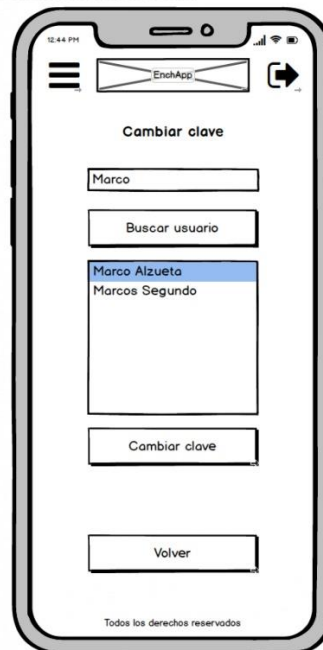 12:44 PM
EnchApp
Cambiar clave
Marco
Buscar usuario
Marco Alzueta
Marcos Segundo
Cambiar clave
Volver
Todos los derechos reservados